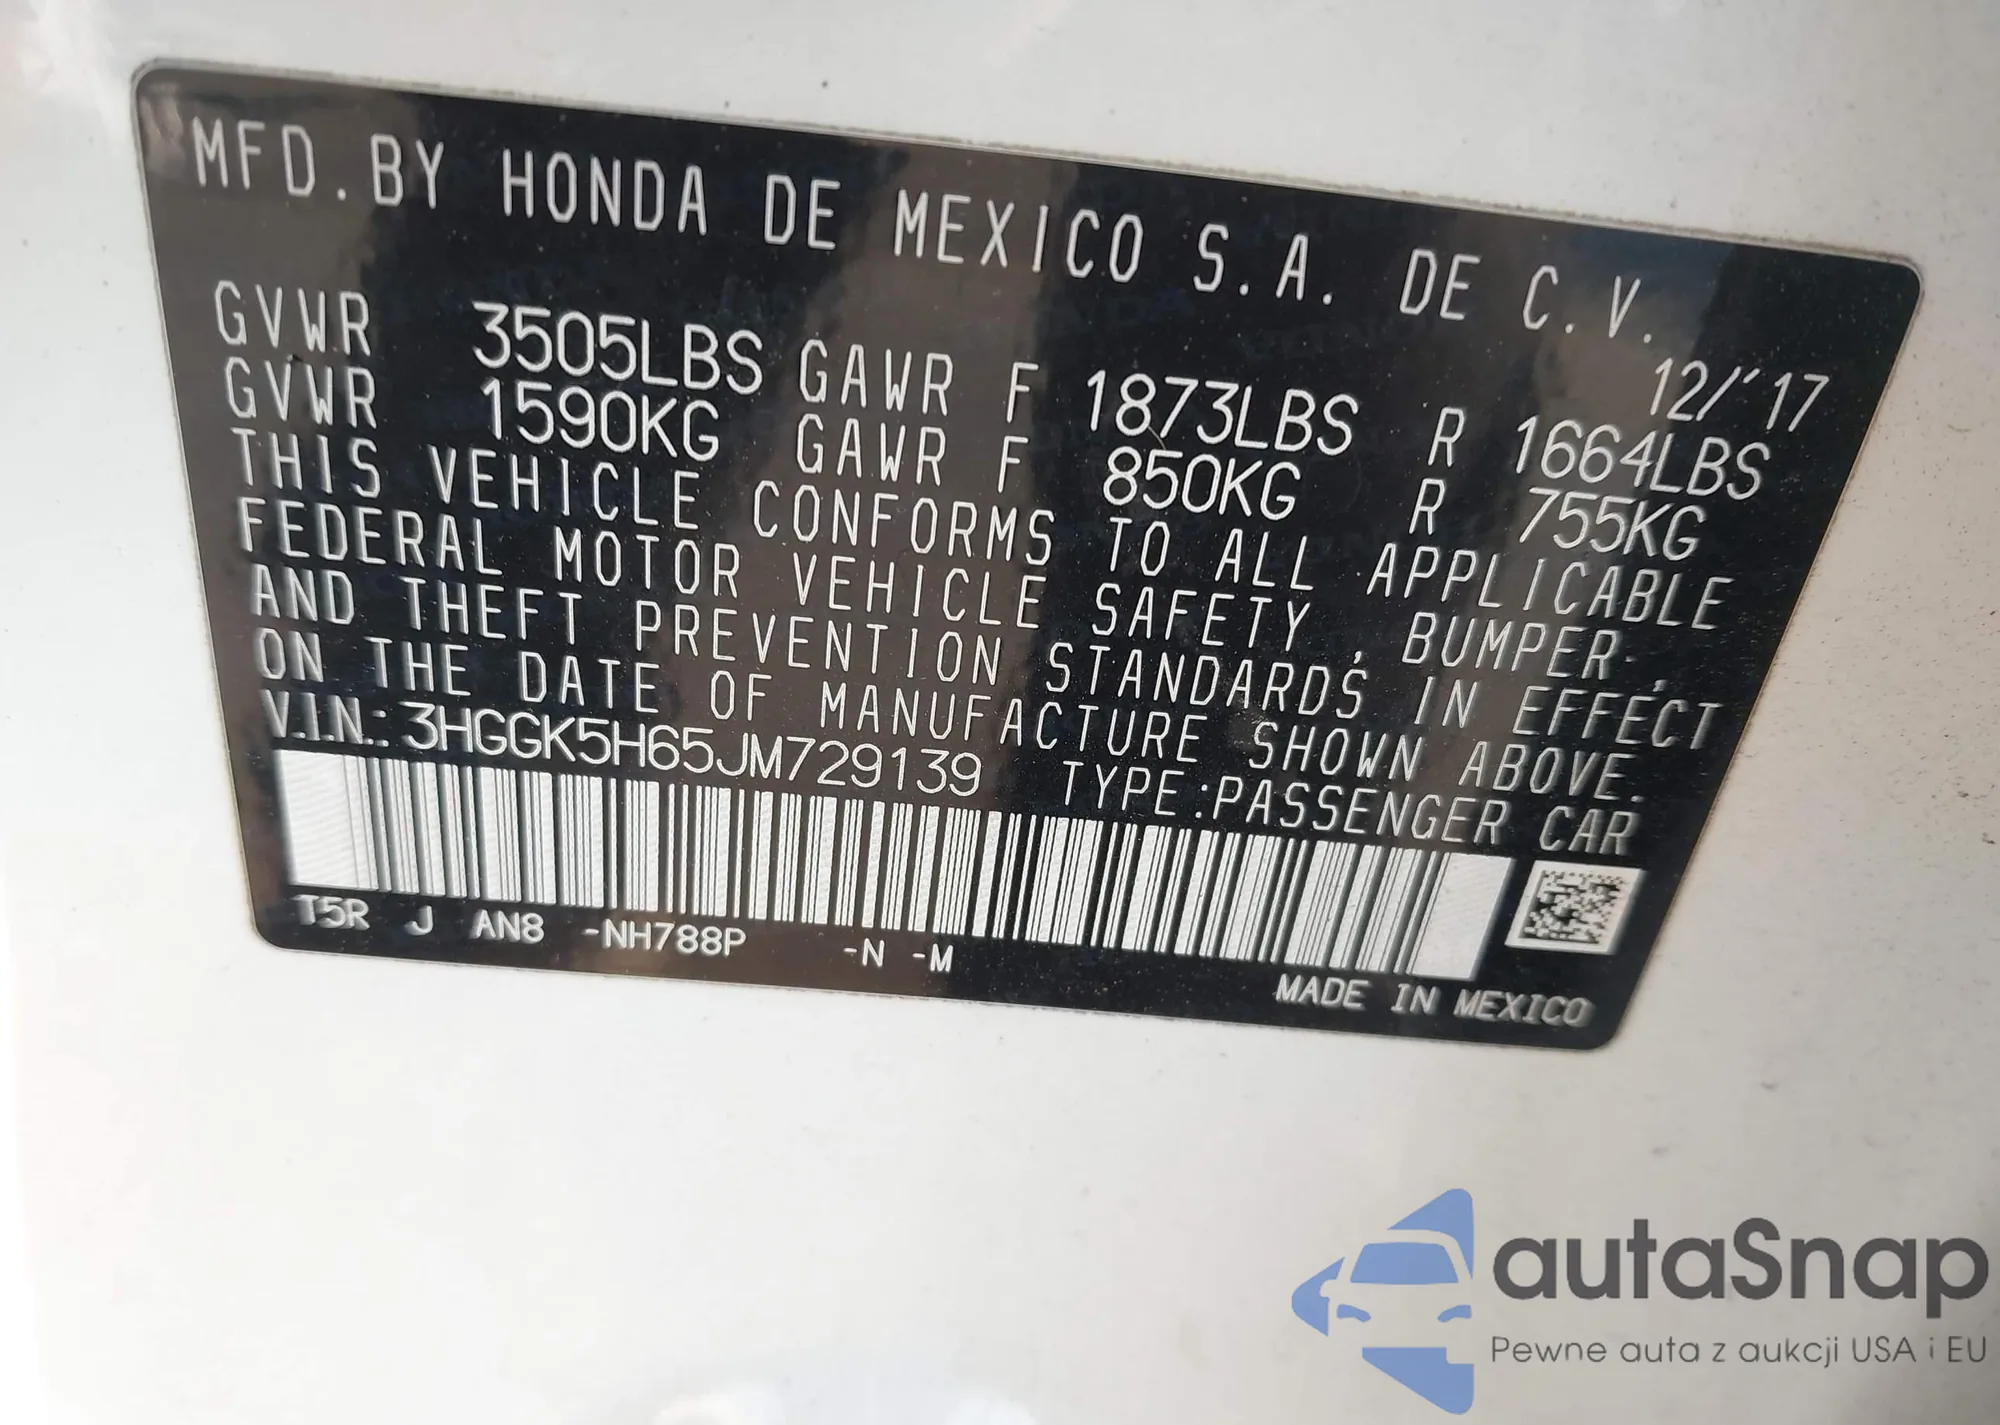 MFD. BY HONDA DE MEXICO S.A. DE C.V.
12/'17
GVWR 3505LBS GAWR F 1873LBS R 1664LBS
GVWR 1590KG GAWR F 850KG R 755KG
THIS VEHICLE CONFORMS TO ALL APPLICABLE
FEDERAL MOTOR VEHICLE SAFETY, BUMPER,
AND THEFT PREVENTION STANDARDS IN EFFECT
ON THE DATE OF MANUFACTURE SHOWN ABOVE.
V.I.N.: 3HGGK5H65JM729139 TYPE:PASSENGER CAR
T5R J AN8 -NH788P -N -M
MADE IN MEXICO
autaSnap
Pewne auta z aukcji USA i EU